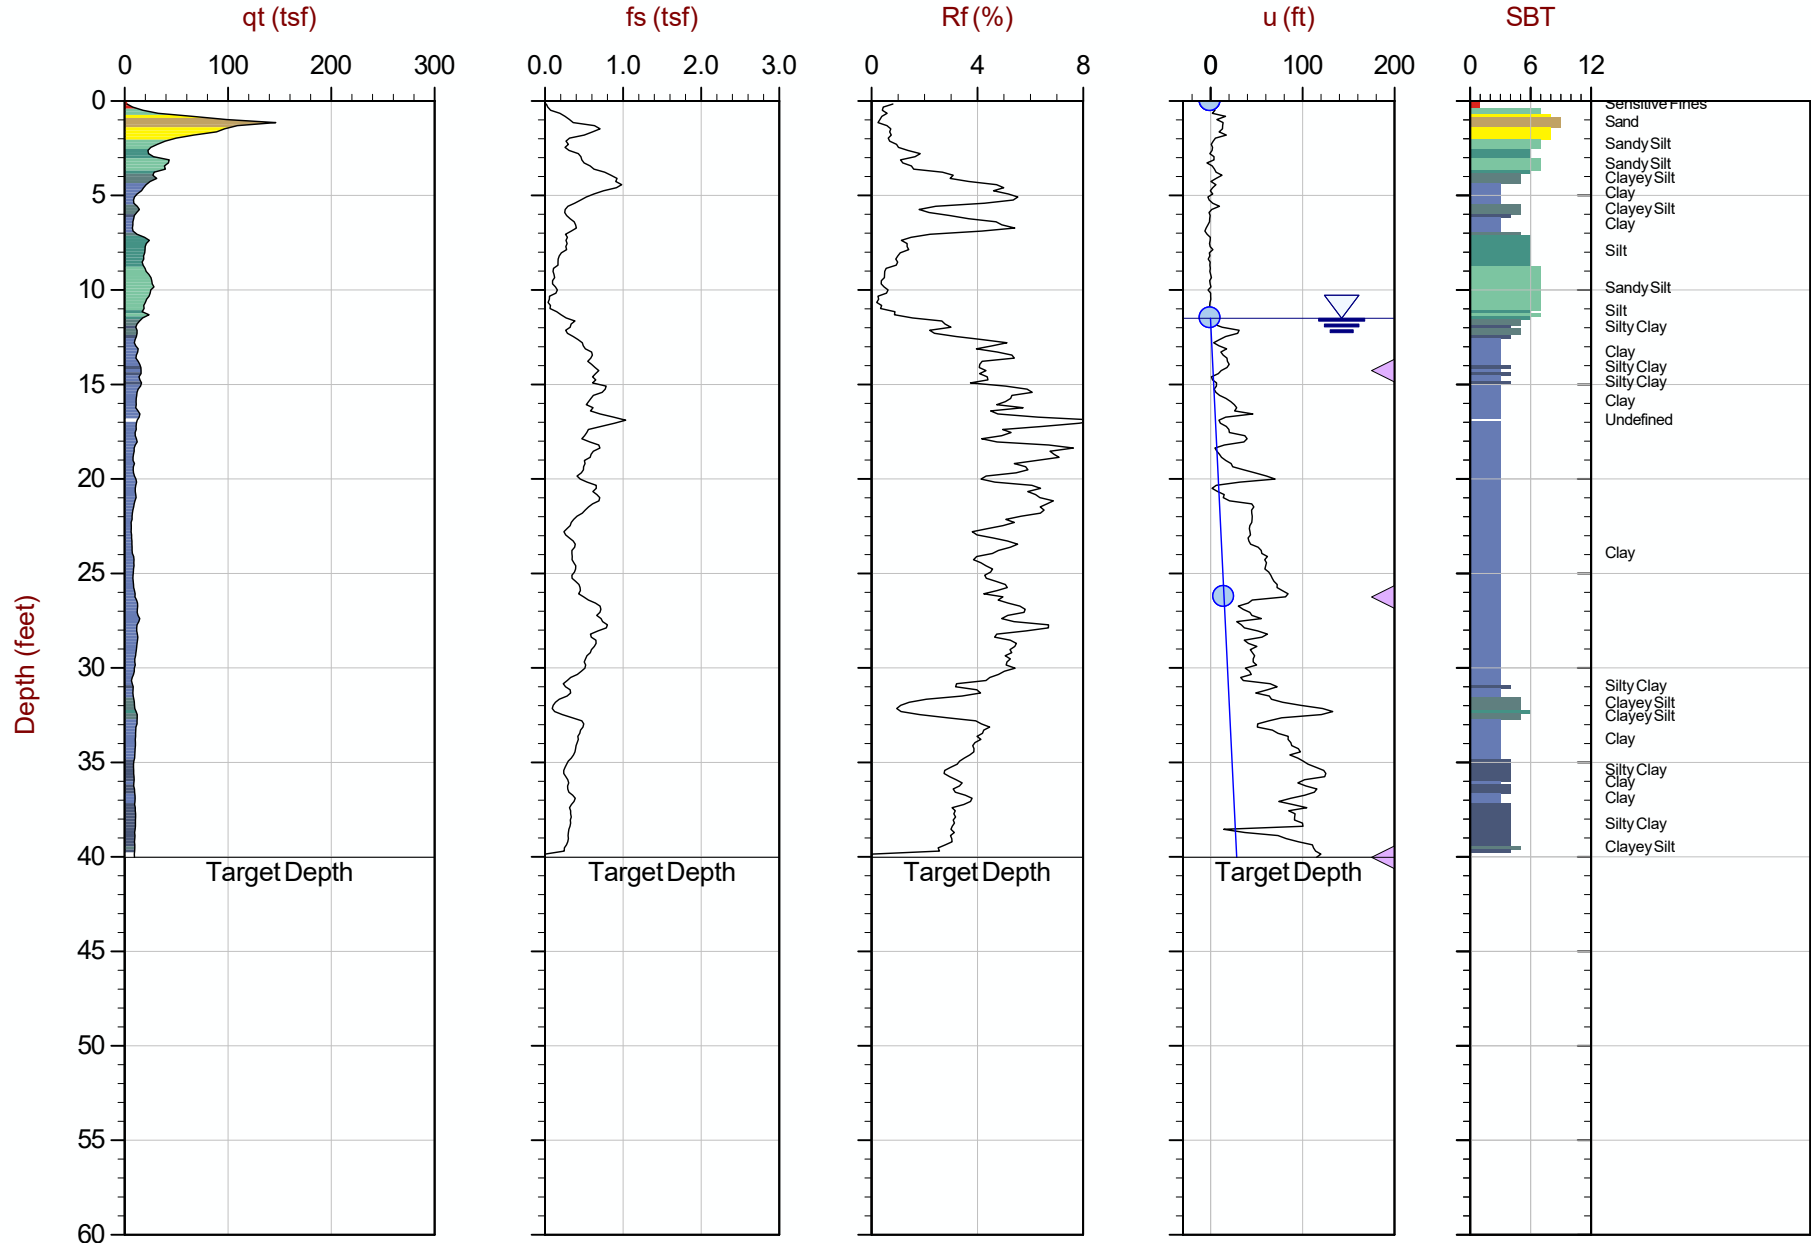 qt (tsf)
fs (tsf)
Rf (%)
u (ft)
SBT
0 100 200 300
0.0 1.0 2.0 3.0
0 4 8
0 100 200
0 6 12
Depth (feet)
0
5
10
15
20
25
30
35
40
45
50
55
60
Sensitive Fines
Sand
Sandy Silt
Sandy Silt
Clayey Silt
Clay
Clayey Silt
Clay
Silt
Sandy Silt
Silt
Silty Clay
Clay
Silty Clay
Silty Clay
Clay
Undefined
Clay
Silty Clay
Clayey Silt
Clayey Silt
Clay
Silty Clay
Clay
Clay
Silty Clay
Clayey Silt
Target Depth
Target Depth
Target Depth
Target Depth